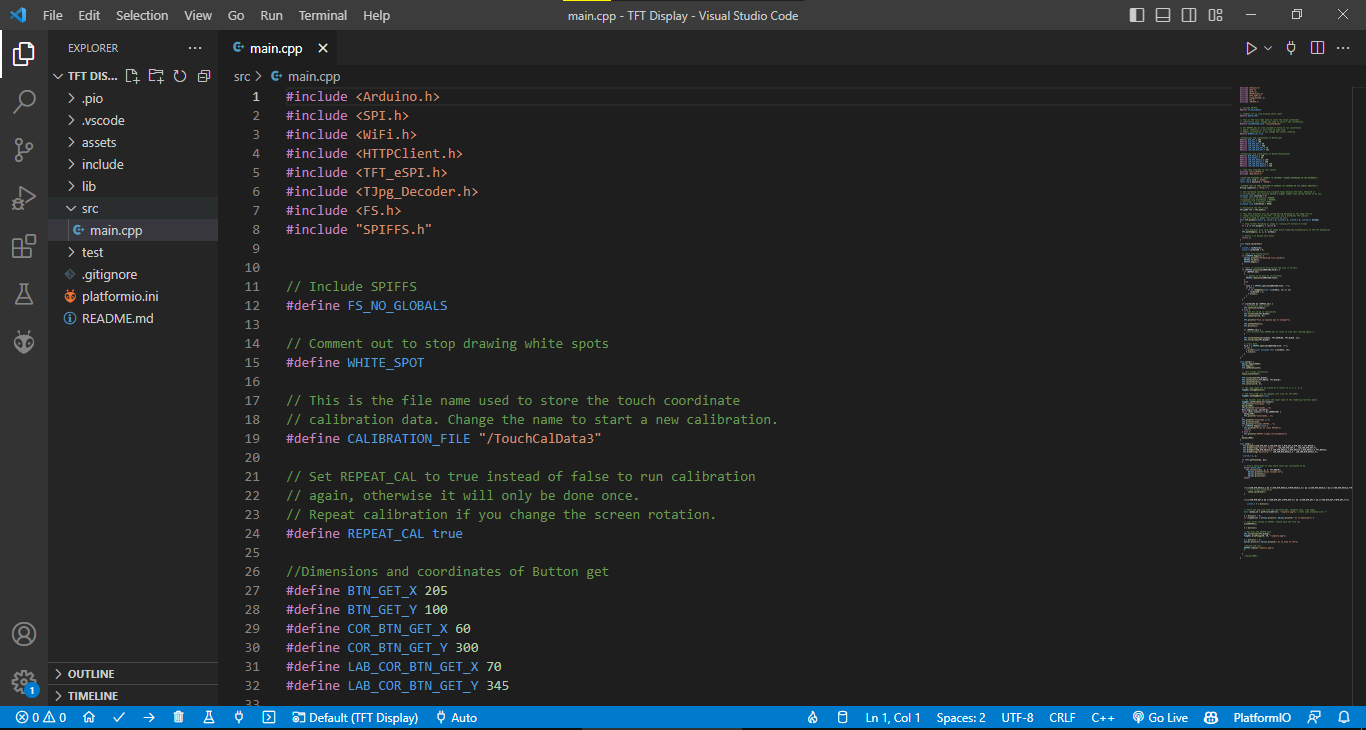 File Edit Selection View Go Run Terminal Help
main.cpp - TFT Display - Visual Studio Code
EXPLORER
TFT DIS...
.pio
.vscode
assets
include
lib
src
main.cpp
test
.gitignore
platformio.ini
README.md
OUTLINE
TIMELINE
1
main.cpp
src > main.cpp
1 #include <Arduino.h>
2 #include <SPI.h>
3 #include <WiFi.h>
4 #include <HTTPClient.h>
5 #include <TFT_eSPI.h>
6 #include <TJpg_Decoder.h>
7 #include <FS.h>
8 #include "SPIFFS.h"
9
10
11 // Include SPIFFS
12 #define FS_NO_GLOBALS
13
14 // Comment out to stop drawing white spots
15 #define WHITE_SPOT
16
17 // This is the file name used to store the touch coordinate
18 // calibration data. Change the name to start a new calibration.
19 #define CALIBRATION_FILE "/TouchCalData3"
20
21 // Set REPEAT_CAL to true instead of false to run calibration
22 // again, otherwise it will only be done once.
23 // Repeat calibration if you change the screen rotation.
24 #define REPEAT_CAL true
25
26 //Dimensions and coordinates of Button get
27 #define BTN_GET_X 205
28 #define BTN_GET_Y 100
29 #define COR_BTN_GET_X 60
30 #define COR_BTN_GET_Y 300
31 #define LAB_COR_BTN_GET_X 70
32 #define LAB_COR_BTN_GET_Y 345
33
0 0 Default (TFT Display) Auto Ln 1, Col 1 Spaces: 2 UTF-8 CRLF C++ Go Live PlatformIO